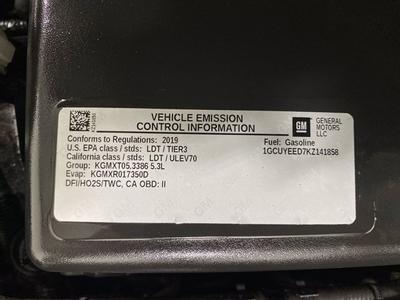 VEHICLE EMISSION
CONTROL INFORMATION
GM
GENERAL
MOTORS
LLC
Conforms to Regulations: 2019
U.S. EPA class / stds: LDT / TIER3
California class / stds: LDT / ULEV70
Group: KGMXT05.3386 5.3L
Evap: KGMXR017350D
DFI/HO2S/TWC, CA OBD: II
Fuel: Gasoline
1GCUYEED7KZ141858